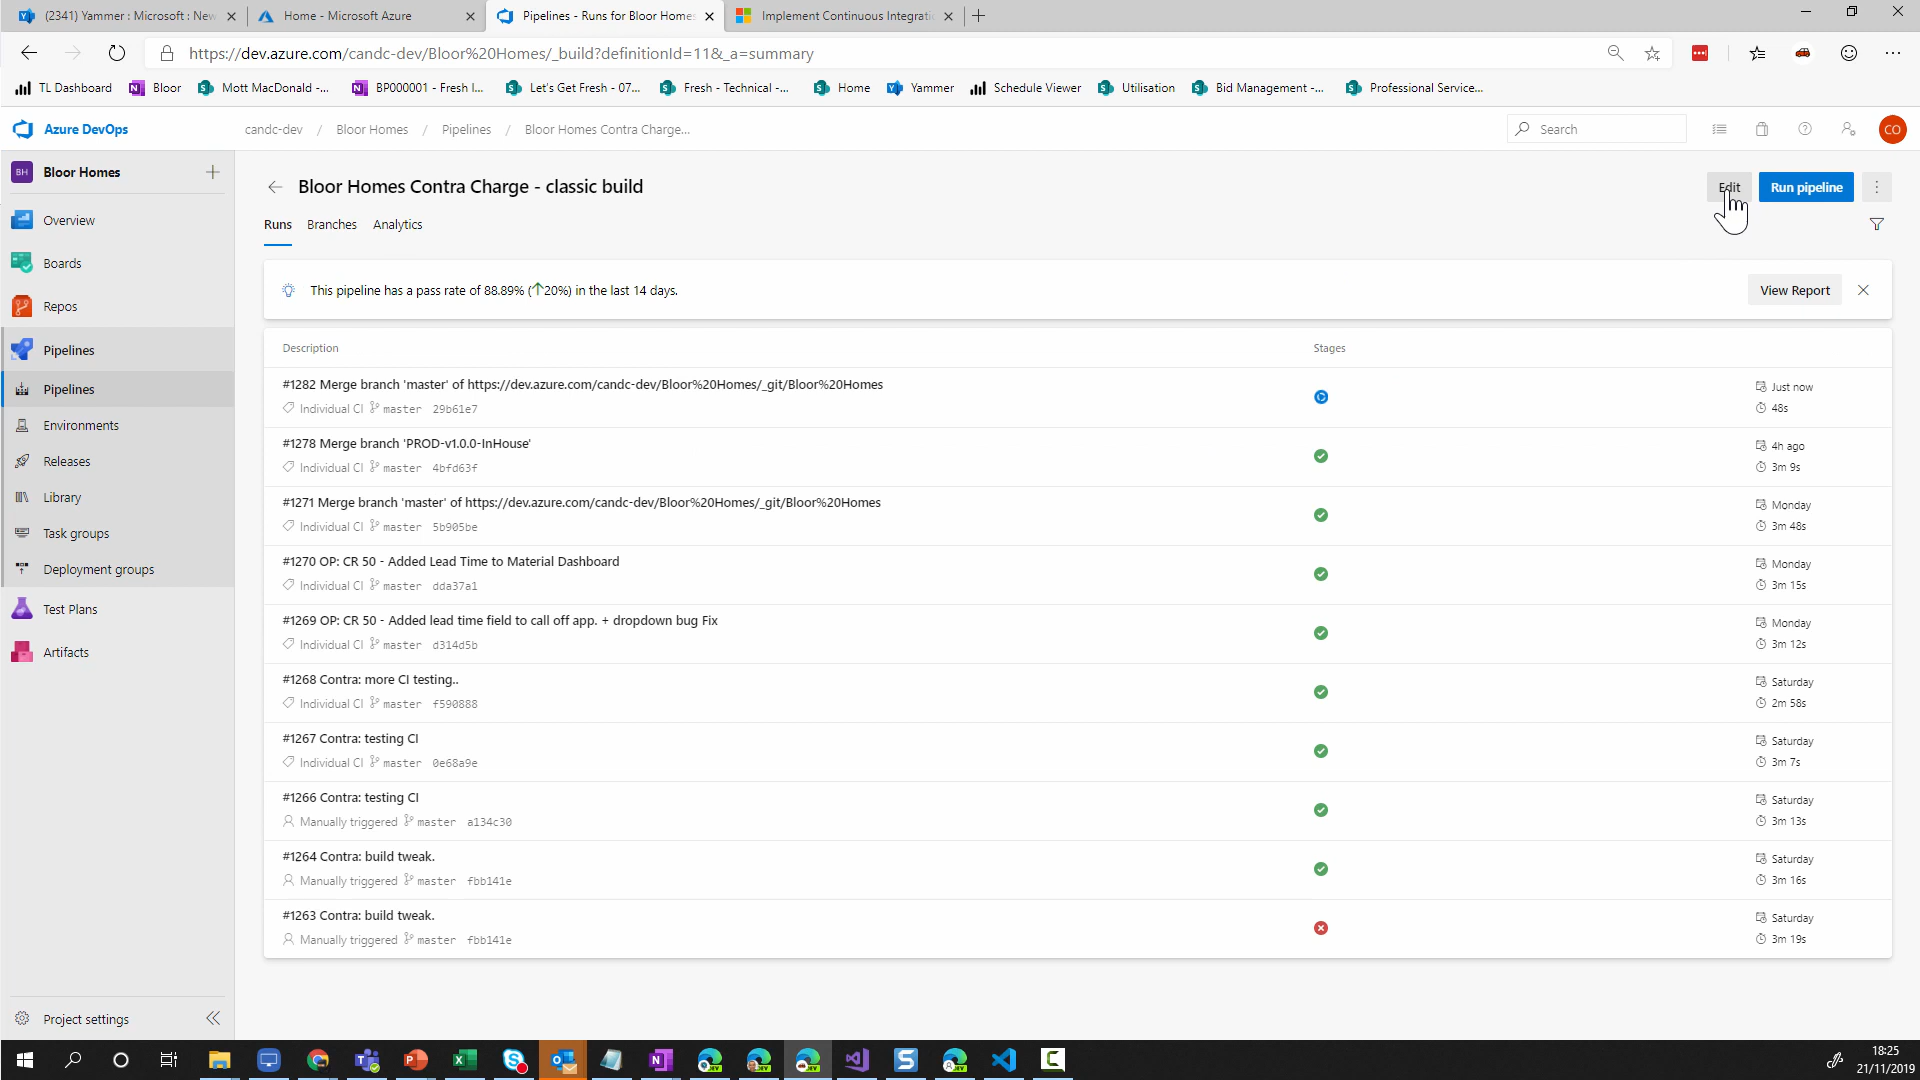 (2341) Yammer : Microsoft : New
Home - Microsoft Azure
Pipelines - Runs for Bloor Homes
Implement Continuous Integrati
https://dev.azure.com/candc-dev/Bloor%20Homes/_build?definitionId=11&_a=summary
TL Dashboard
Bloor
Mott MacDonald -...
BP000001 - Fresh I...
Let's Get Fresh - 07...
Fresh - Technical -...
Home
Yammer
Schedule Viewer
Utilisation
Bid Management -...
Professional Service...
Azure DevOps
candc-dev / Bloor Homes / Pipelines / Bloor Homes Contra Charge...
Search
CO
BH Bloor Homes
Overview
Boards
Repos
Pipelines
Pipelines
Environments
Releases
Library
Task groups
Deployment groups
Test Plans
Artifacts
Project settings
Bloor Homes Contra Charge - classic build
Edit
Run pipeline
Runs
Branches
Analytics
This pipeline has a pass rate of 88.89% (↑20%) in the last 14 days.
View Report
Description
Stages
#1282 Merge branch 'master' of https://dev.azure.com/candc-dev/Bloor%20Homes/_git/Bloor%20Homes
Individual CI master 29b61e7
Just now
48s
#1278 Merge branch 'PROD-v1.0.0-InHouse'
Individual CI master 4bfd63f
4h ago
3m 9s
#1271 Merge branch 'master' of https://dev.azure.com/candc-dev/Bloor%20Homes/_git/Bloor%20Homes
Individual CI master 5b905be
Monday
3m 48s
#1270 OP: CR 50 - Added Lead Time to Material Dashboard
Individual CI master dda37a1
Monday
3m 15s
#1269 OP: CR 50 - Added lead time field to call off app. + dropdown bug Fix
Individual CI master d314d5b
Monday
3m 12s
#1268 Contra: more CI testing..
Individual CI master f590888
Saturday
2m 58s
#1267 Contra: testing CI
Individual CI master 0e68a9e
Saturday
3m 7s
#1266 Contra: testing CI
Manually triggered master a134c30
Saturday
3m 13s
#1264 Contra: build tweak.
Manually triggered master fbb141e
Saturday
3m 16s
#1263 Contra: build tweak.
Manually triggered master fbb141e
Saturday
3m 19s
18:25
21/11/2019